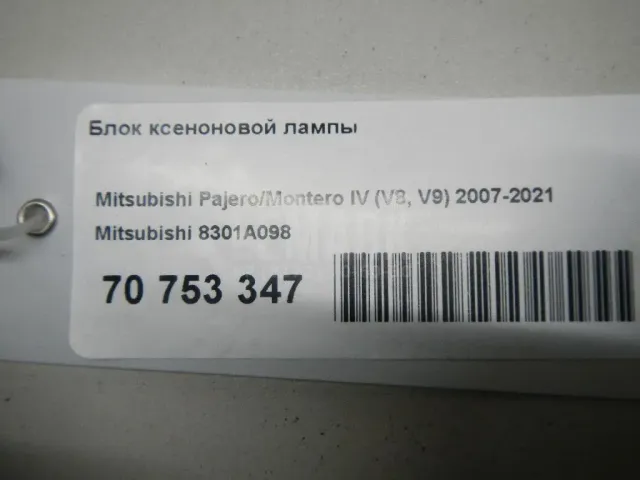 Блок ксеноновой лампы
Mitsubishi Pajero/Montero IV (V8, V9) 2007-2021
Mitsubishi 8301A098
70 753 347